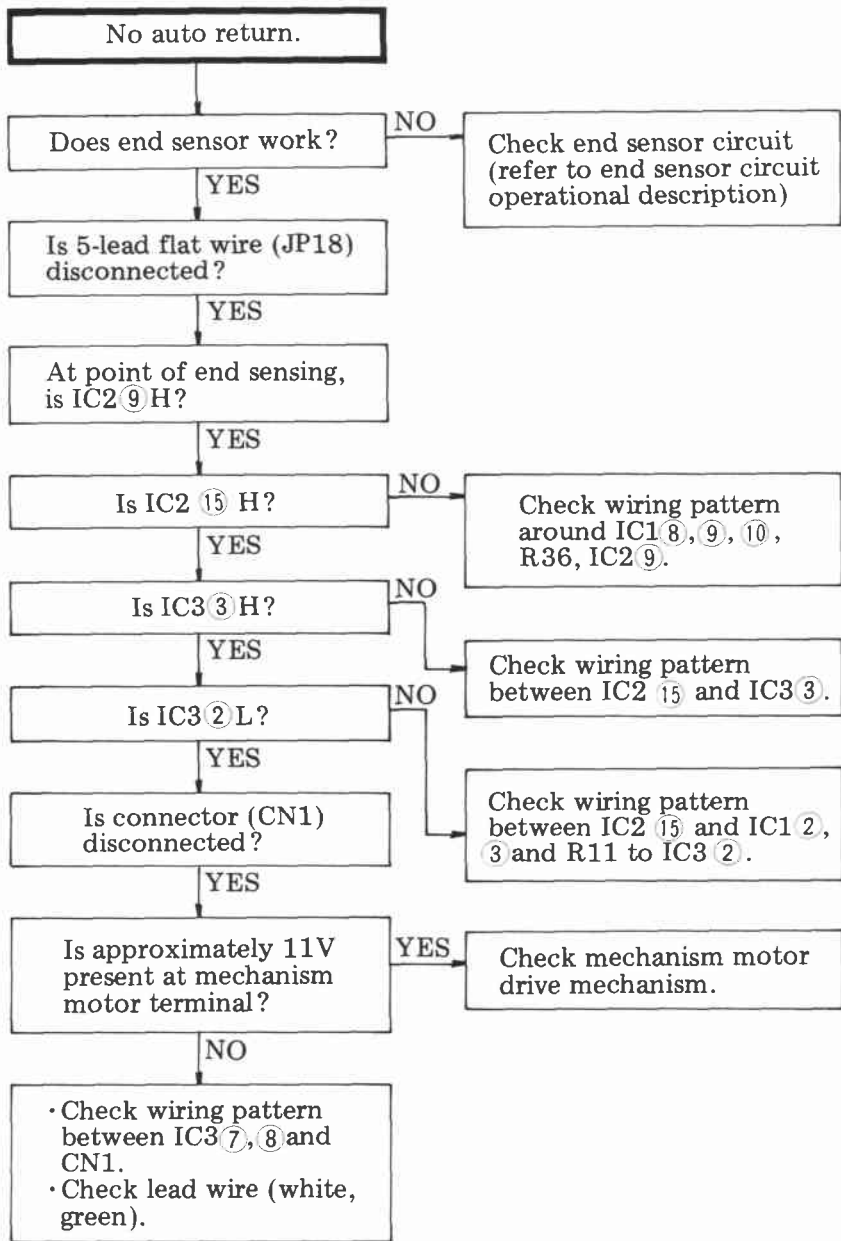 No auto return.
Does end sensor work?
NO
Check end sensor circuit
(refer to end sensor circuit
operational description)
YES
Is 5-lead flat wire (JP18)
disconnected?
YES
At point of end sensing,
is IC2⑨H?
YES
Is IC2 ⑮ H?
NO
Check wiring pattern
around IC1⑧,⑨,⑩,
R36, IC2⑨.
YES
Is IC3③H?
NO
Check wiring pattern
between IC2 ⑮ and IC3③.
YES
Is IC3②L?
NO
Check wiring pattern
between IC2 ⑮ and IC1②,
③and R11 to IC3 ②.
YES
Is connector (CN1)
disconnected?
YES
Is approximately 11V
present at mechanism
motor terminal?
YES
Check mechanism motor
drive mechanism.
NO
·Check wiring pattern
between IC3⑦,⑧and
CN1.
·Check lead wire (white,
green).